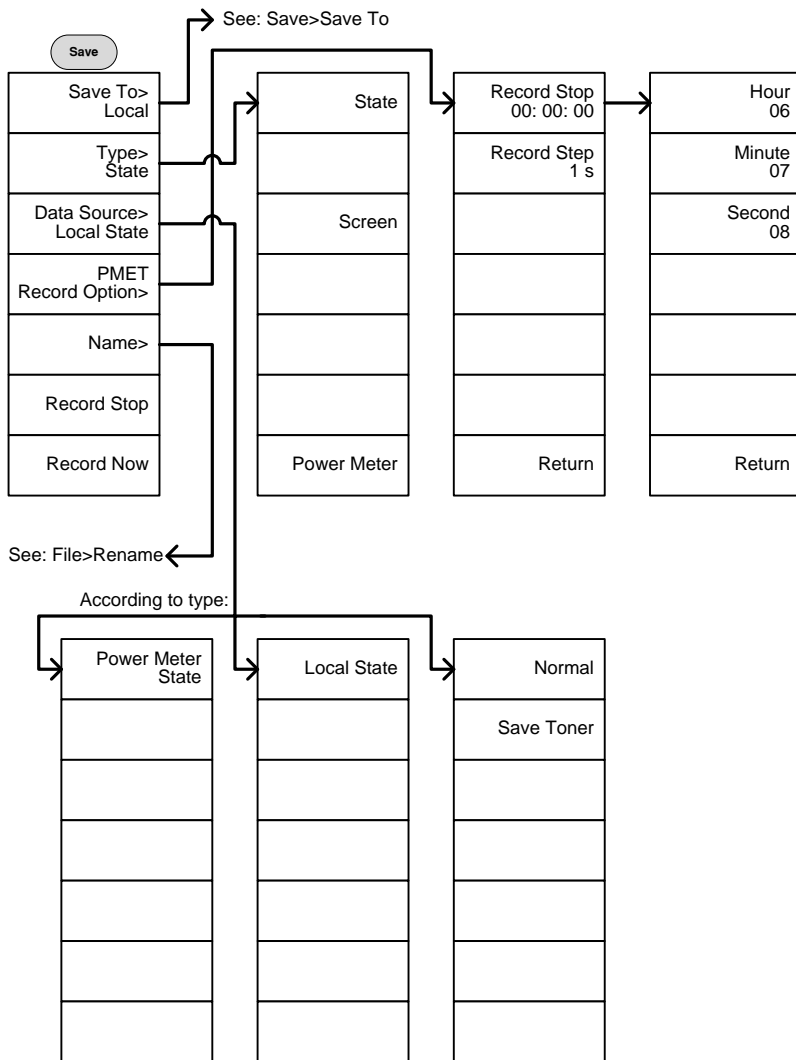 See: Save>Save To
Save
Save To>
Local
Type>
State
Data Source>
Local State
PMET
Record Option>
Name>
Record Stop
Record Now
State
Screen
Power Meter
Record Stop
00: 00: 00
Record Step
1 s
Return
Hour
06
Minute
07
Second
08
Return
See: File>Rename
According to type:
Power Meter
State
Local State
Normal
Save Toner